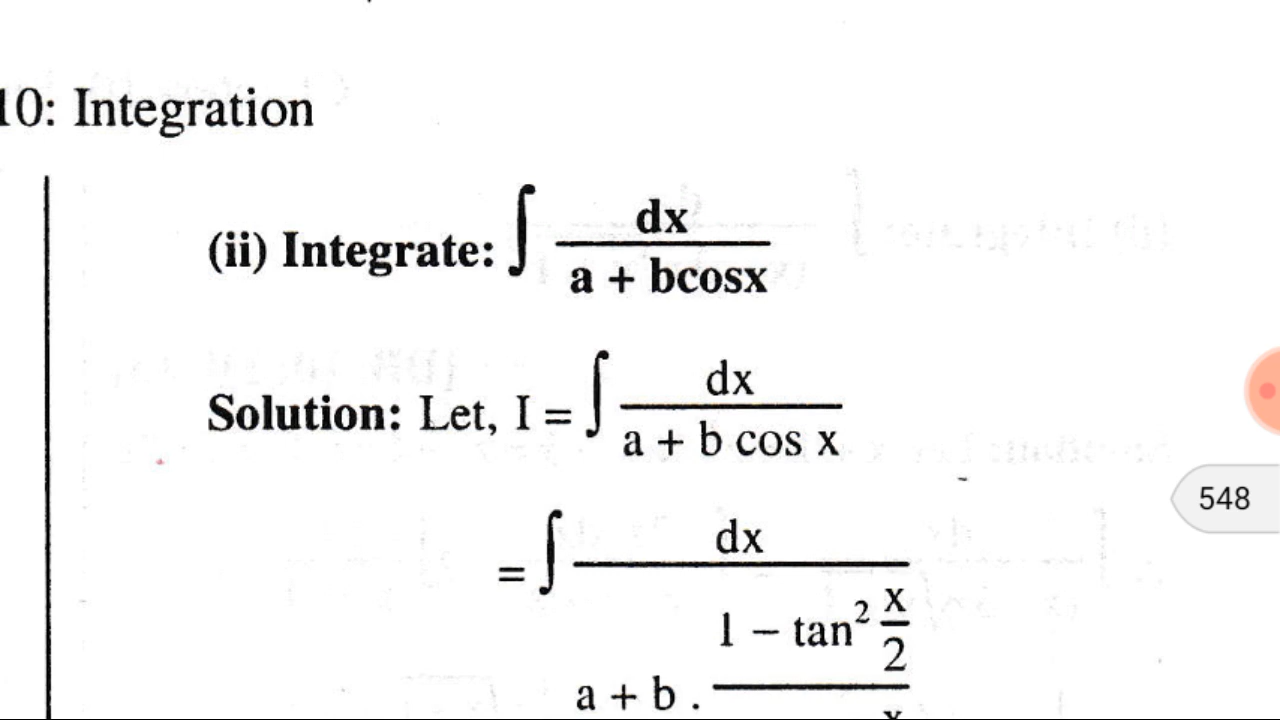 10: Integration
(ii) Integrate: ∫ dx / a + bcosx
Solution: Let, I = ∫ dx / a + b cos x
= ∫ dx / a + b . 1 – tan² x/2
548